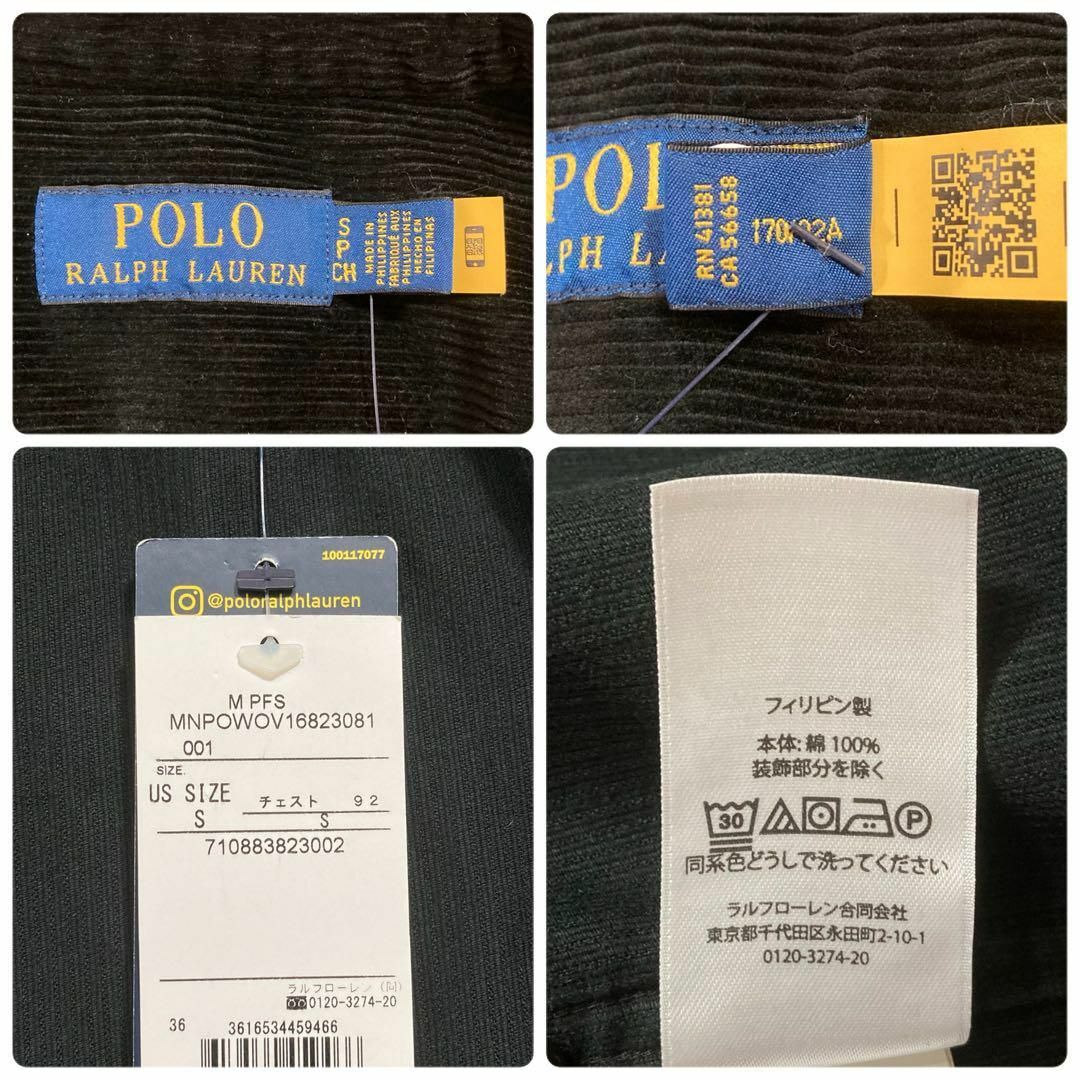 POLO
RALPH LAUREN
S
P
CH
MADE IN
PHILIPPINES
FABRIQUÉ AUX
PHILIPPINES
HECHO EN
FILIPINAS
POL
LPH L
RN 41381
CA 56658
100117077
@poloralphlauren
M PFS
MNPOWOV16823081
001
SIZE.
US SIZE
チェスト 92
S
S
710883823002
ラルフローレン（同）
0120-3274-20
36
3616534459466
フィリピン製
本体: 綿 100%
装飾部分を除く
30
P
同系色どうしで洗ってください
ラルフローレン合同会社
東京都千代田区永田町2-10-1
0120-3274-20